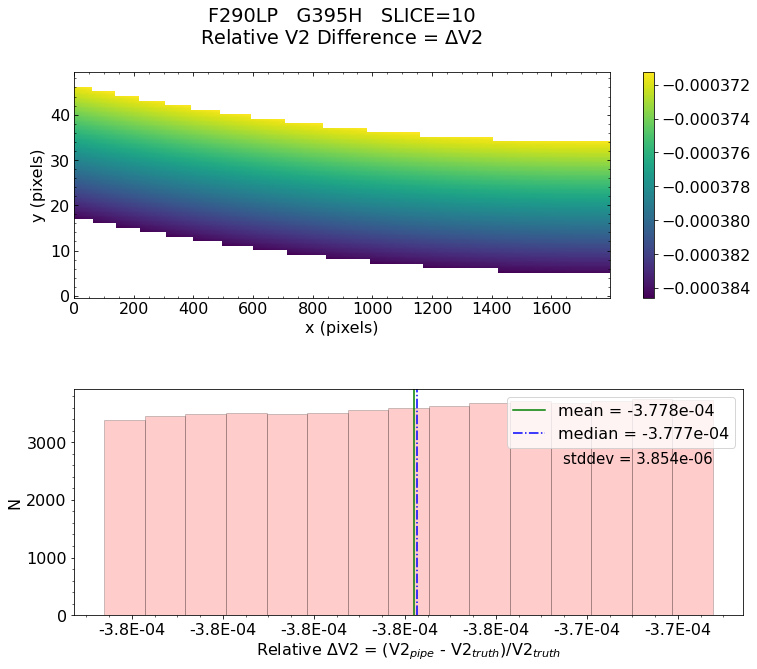 F290LP   G395H   SLICE=10
Relative V2 Difference = ΔV2
y (pixels)
40
30
20
10
0
0 200 400 600 800 1000 1200 1400 1600
x (pixels)
−0.000372
−0.000374
−0.000376
−0.000378
−0.000380
−0.000382
−0.000384
N
3000
2000
1000
0
mean = -3.778e-04
median = -3.777e-04
stddev = 3.854e-06
-3.8E-04 -3.8E-04 -3.8E-04 -3.8E-04 -3.8E-04 -3.7E-04 -3.7E-04
Relative ΔV2 = (V2pipe - V2truth)/V2truth